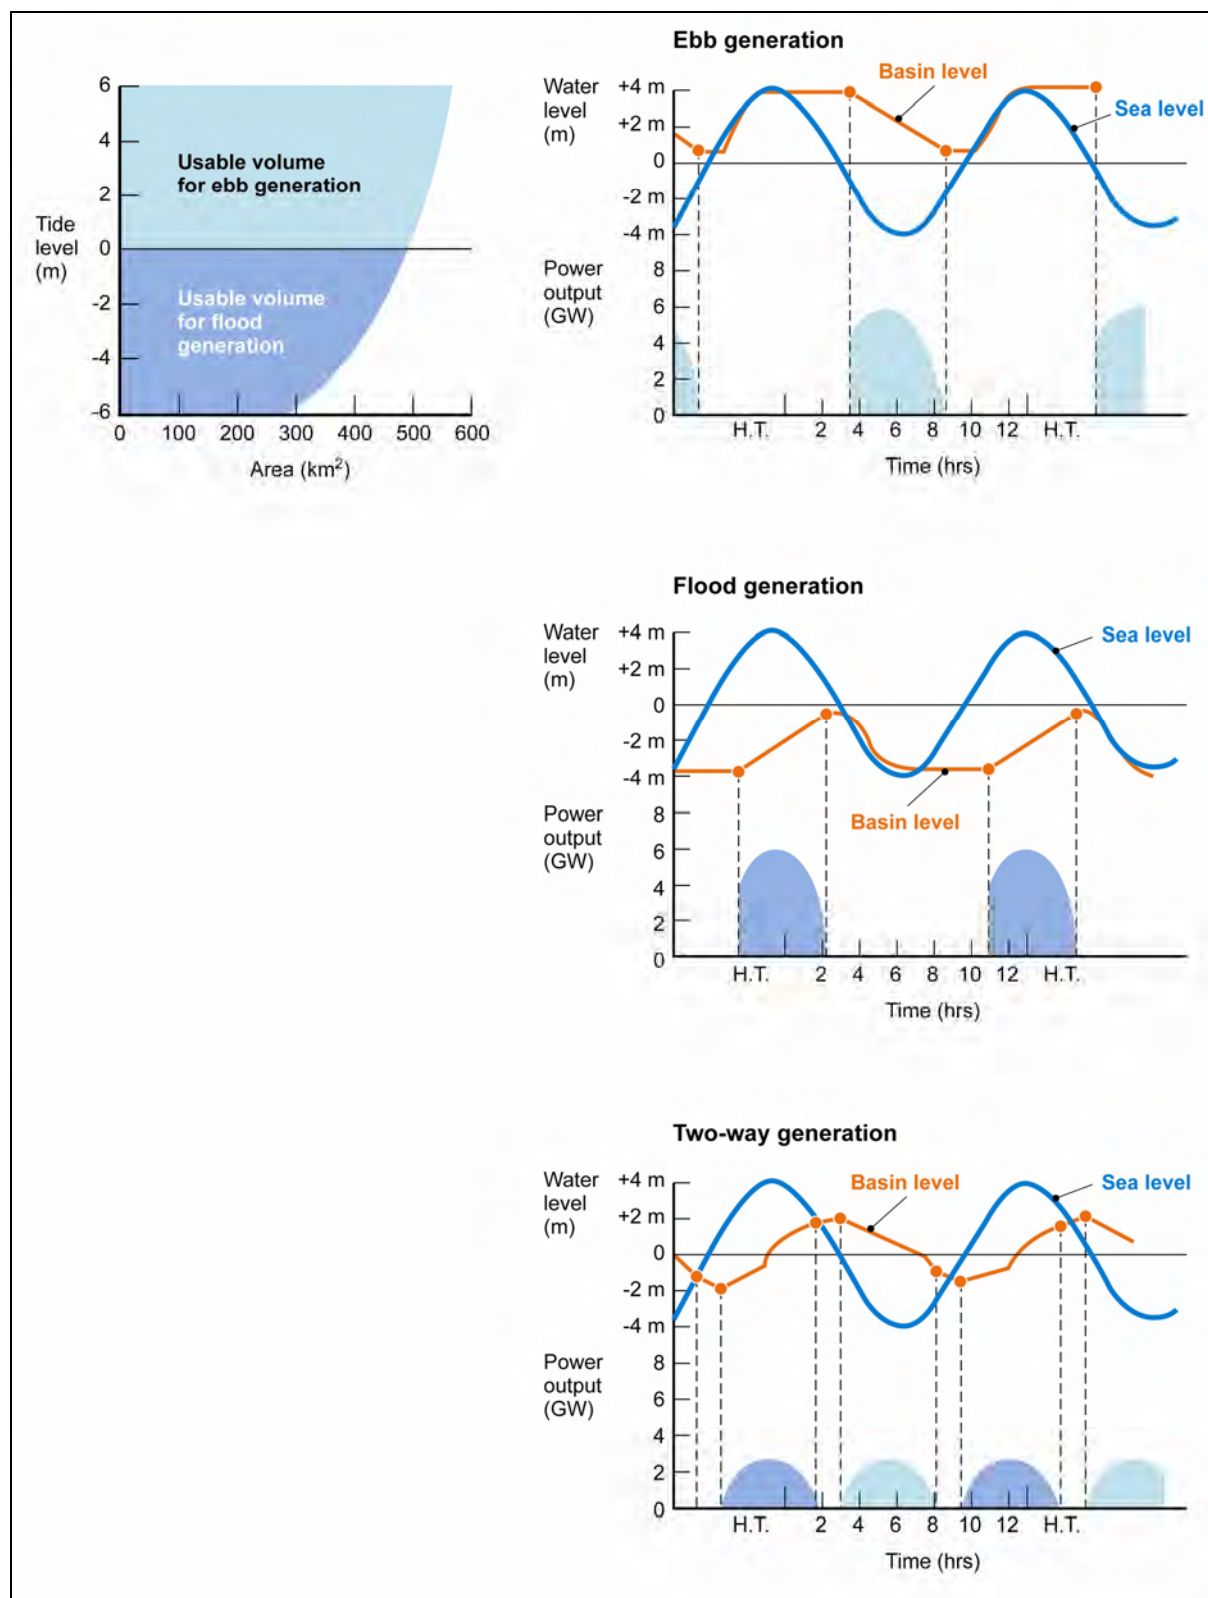 6
4
2
0
-2
-4
-6
Tide
level
(m)
Usable volume
for ebb generation
Usable volume
for flood
generation
0 100 200 300 400 500 600
Area (km²)
Ebb generation
Water
level
(m)
+4 m
+2 m
0
-2 m
-4 m
Basin level
Sea level
Power
output
(GW)
8
6
4
2
0
H.T. 2 4 6 8 10 12 H.T.
Time (hrs)
Flood generation
Water
level
(m)
+4 m
+2 m
0
-2 m
-4 m
Sea level
Basin level
Power
output
(GW)
8
6
4
2
0
H.T. 2 4 6 8 10 12 H.T.
Time (hrs)
Two-way generation
Water
level
(m)
+4 m
+2 m
0
-2 m
-4 m
Basin level
Sea level
Power
output
(GW)
8
6
4
2
0
H.T. 2 4 6 8 10 12 H.T.
Time (hrs)